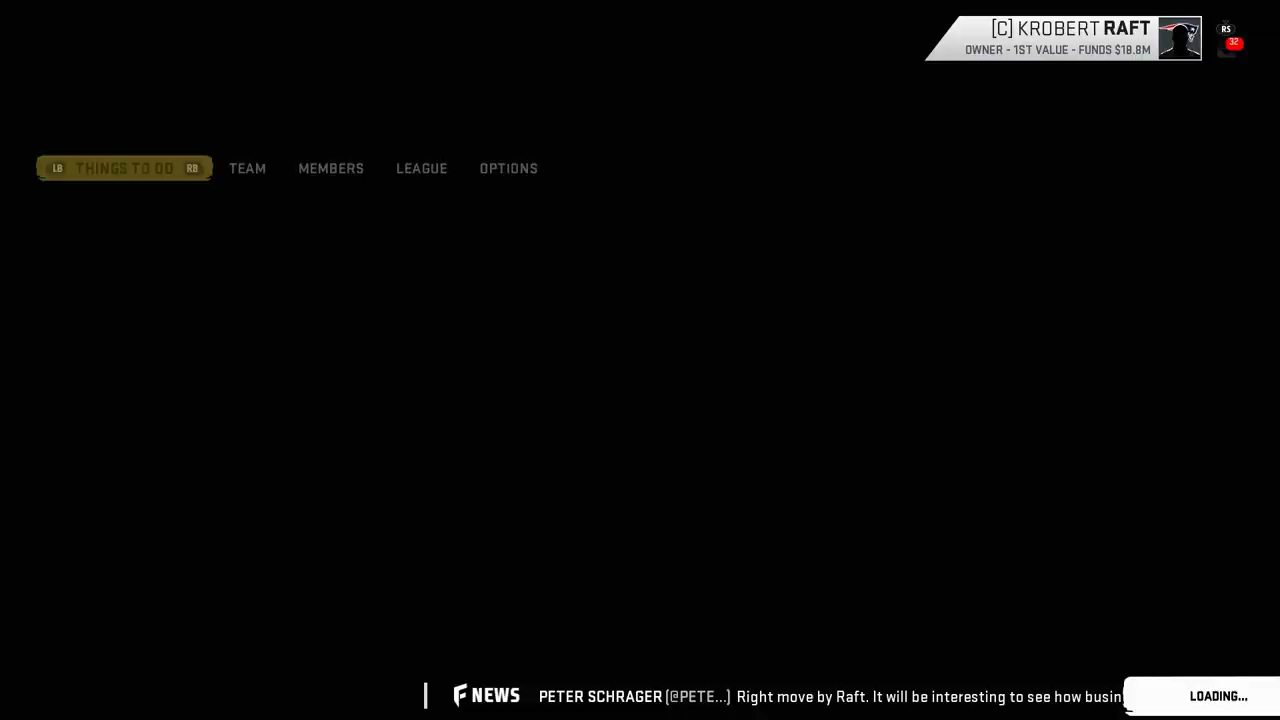 [C] KROBERT RAFT
OWNER - 1ST VALUE - FUNDS $18.8M
RS
32
LB THINGS TO DO RB TEAM MEMBERS LEAGUE OPTIONS
NEWS PETER SCHRAGER (@PETE...) Right move by Raft. It will be interesting to see how busin
LOADING...